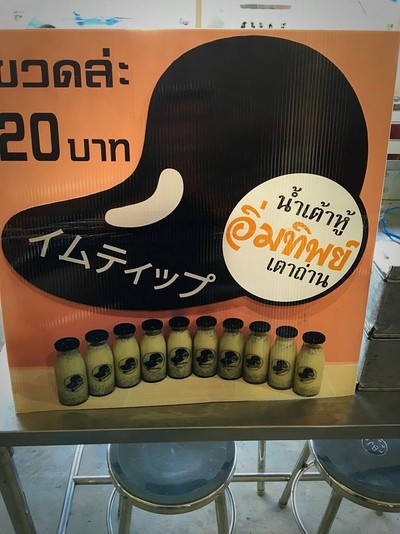 ขวดล่ะ
20 บาท
น้ำเต้าหู้
อิ่มทิพย์
เตาถ่าน
イムティップ